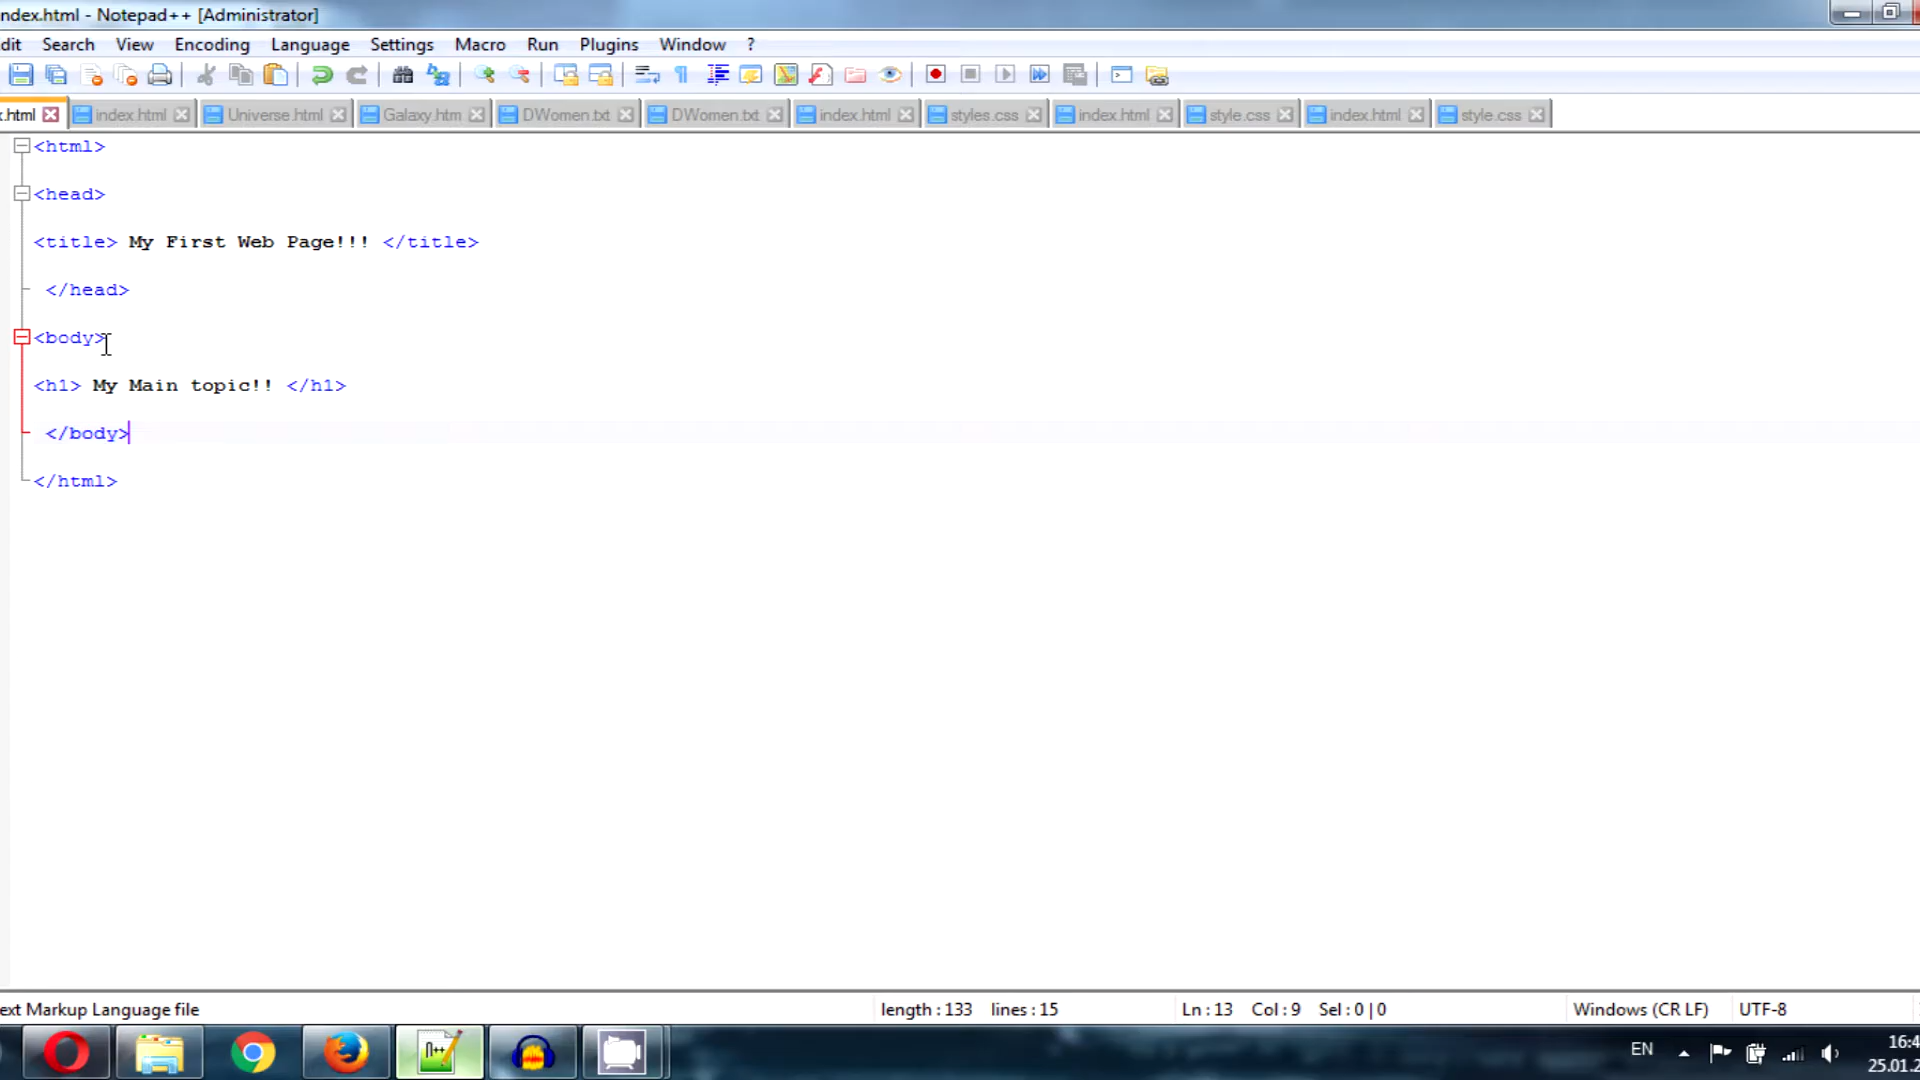 index.html - Notepad++ [Administrator]
dit Search View Encoding Language Settings Macro Run Plugins Window ?
x.html index.html Universe.html Galaxy.htm DWomen.txt DWomen.txt index.html styles.css index.html style.css index.html style.css
<html>
<head>
<title> My First Web Page!!! </title>
</head>
<body>
<h1> My Main topic!! </h1>
</body>
</html>
ext Markup Language file length : 133 lines : 15 Ln : 13 Col : 9 Sel : 0 | 0 Windows (CR LF) UTF-8
EN 16:4
25.01.2